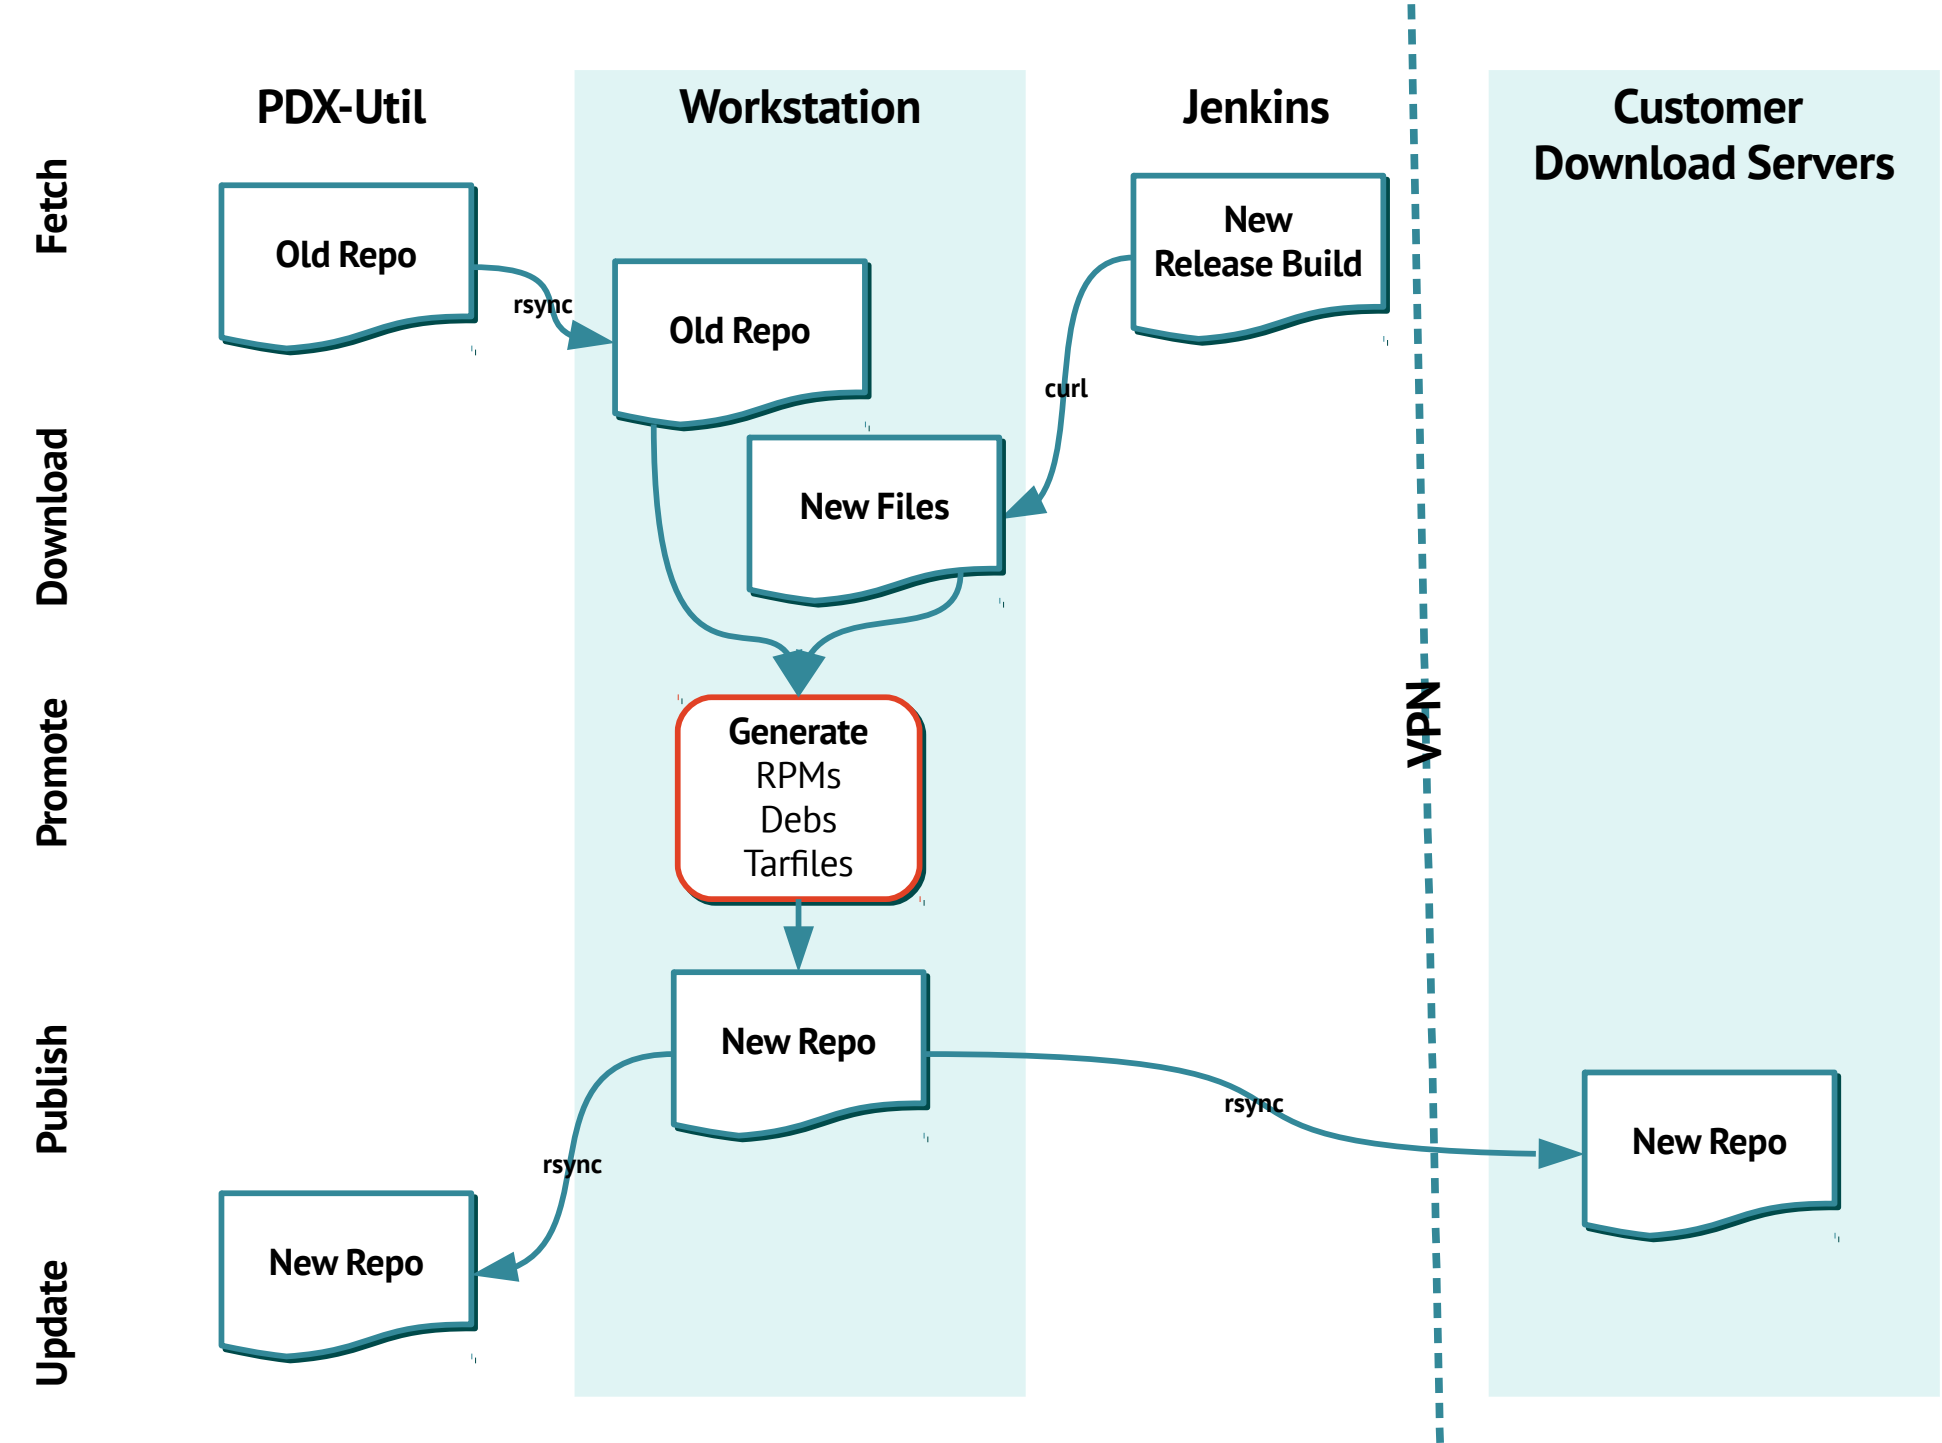 PDX-Util
Workstation
Jenkins
Customer
Download Servers
Fetch
Old Repo
rsync
Old Repo
New
Release Build
curl
Download
New Files
Promote
Generate
RPMs
Debs
Tarfiles
VPN
Publish
New Repo
rsync
rsync
New Repo
Update
New Repo